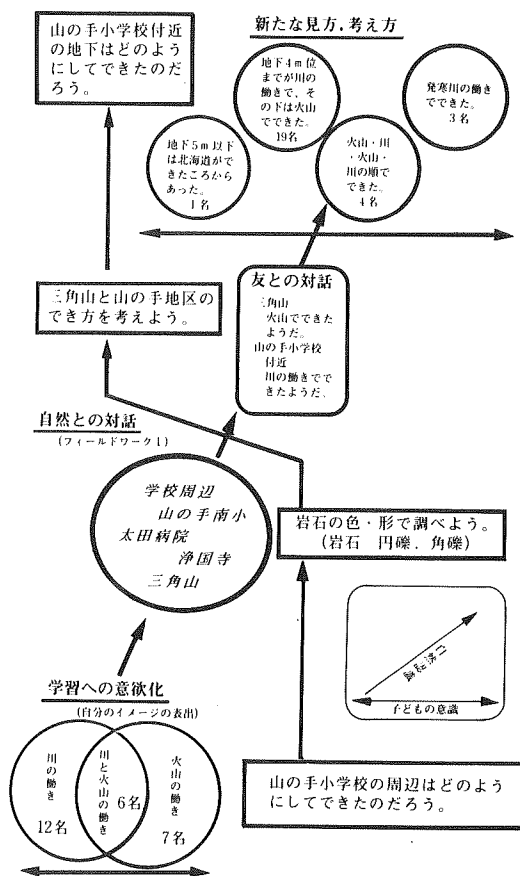 山の手小学校付近
の地下はどのよう
にしてできたのだ
ろう。
新たな見方,考え方
地下4m位
までが川の
働きで、そ
の下は火山
でできた。
19名
発寒川の働き
でできた。
3名
地下5m以下
は北海道がで
きたころから
あった。
1名
火山・川
・火山・
川の順で
できた。
4名
三角山と山の手地区の
でき方を考えよう。
友との対話
三角山
火山でできた
ようだ。
山の手小学校
付近
川の働きでで
きたようだ、
自然との対話
(フィールドワーク1)
学校周辺
山の手南小
太田病院
浄国寺
三角山
岩石の色・形で調べよう。
(岩石 円礫.角礫)
自然認識
子どもの意識
学習への意欲化
(自分のイメージの表出)
川の働き
12名
川と火山の働き
6名
火山の働き
7名
山の手小学校の周辺はどのよう
にしてできたのだろう。